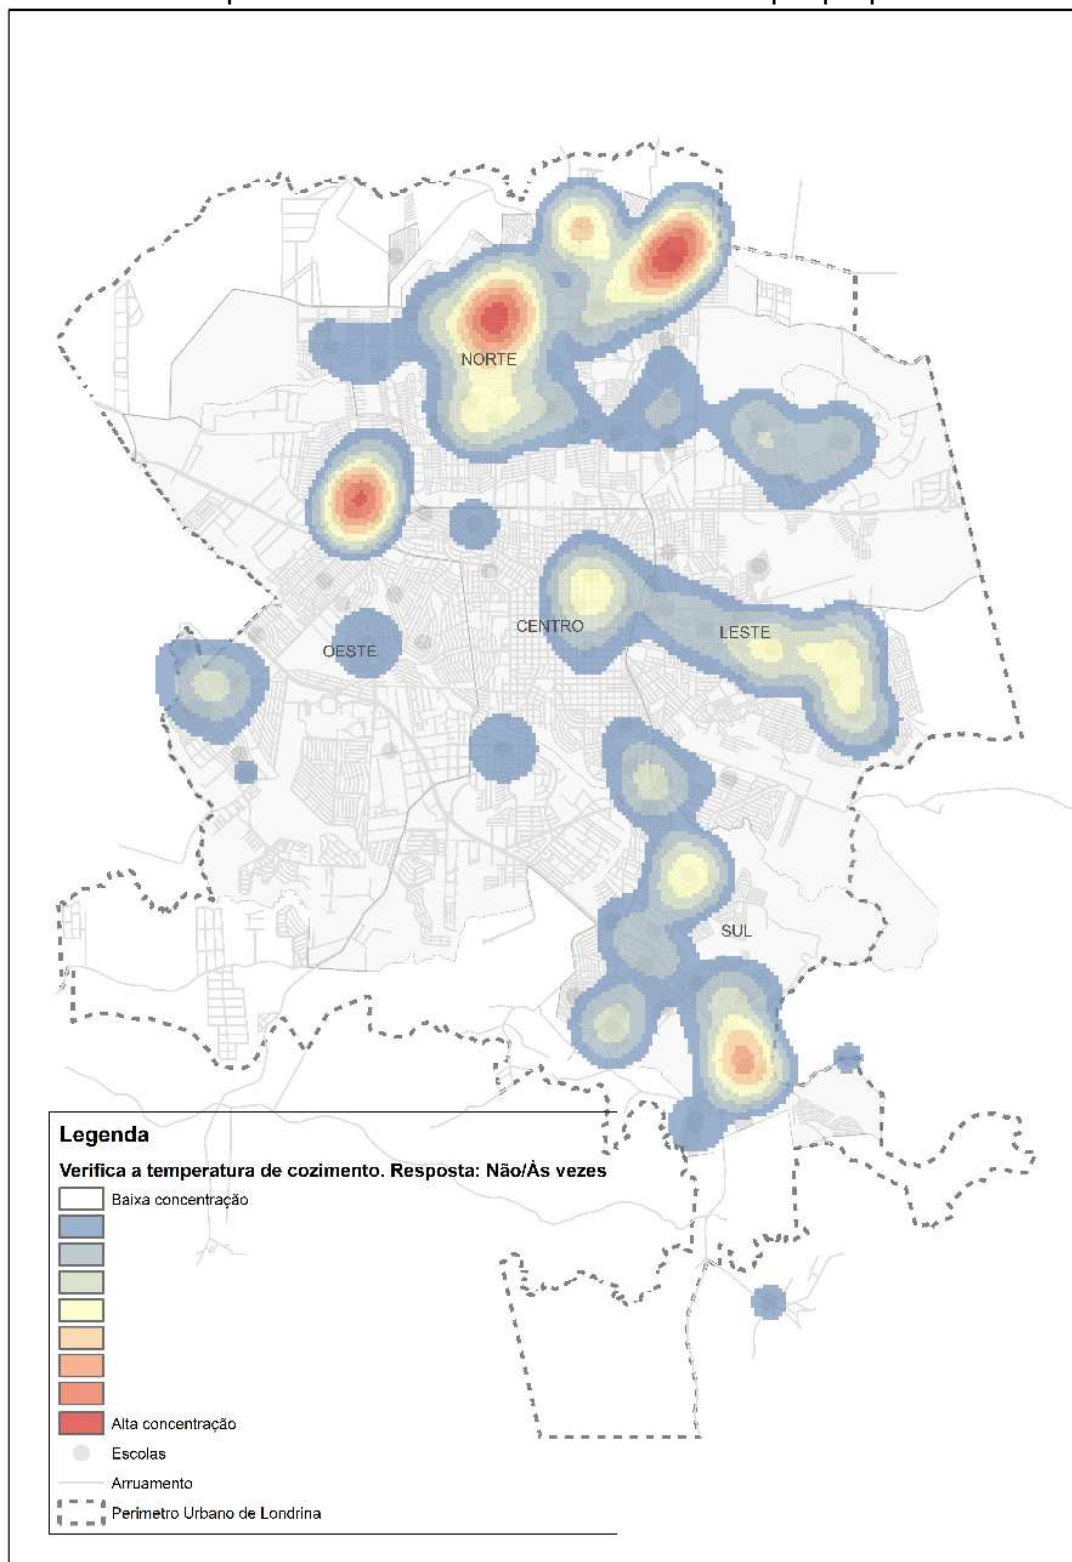 NORTE
CENTRO
LESTE
OESTE
SUL
Legenda
Verifica a temperatura de cozimento. Resposta: Não/Às vezes
Baixa concentração
Alta concentração
Escolas
Arruamento
Perimetro Urbano de Londrina